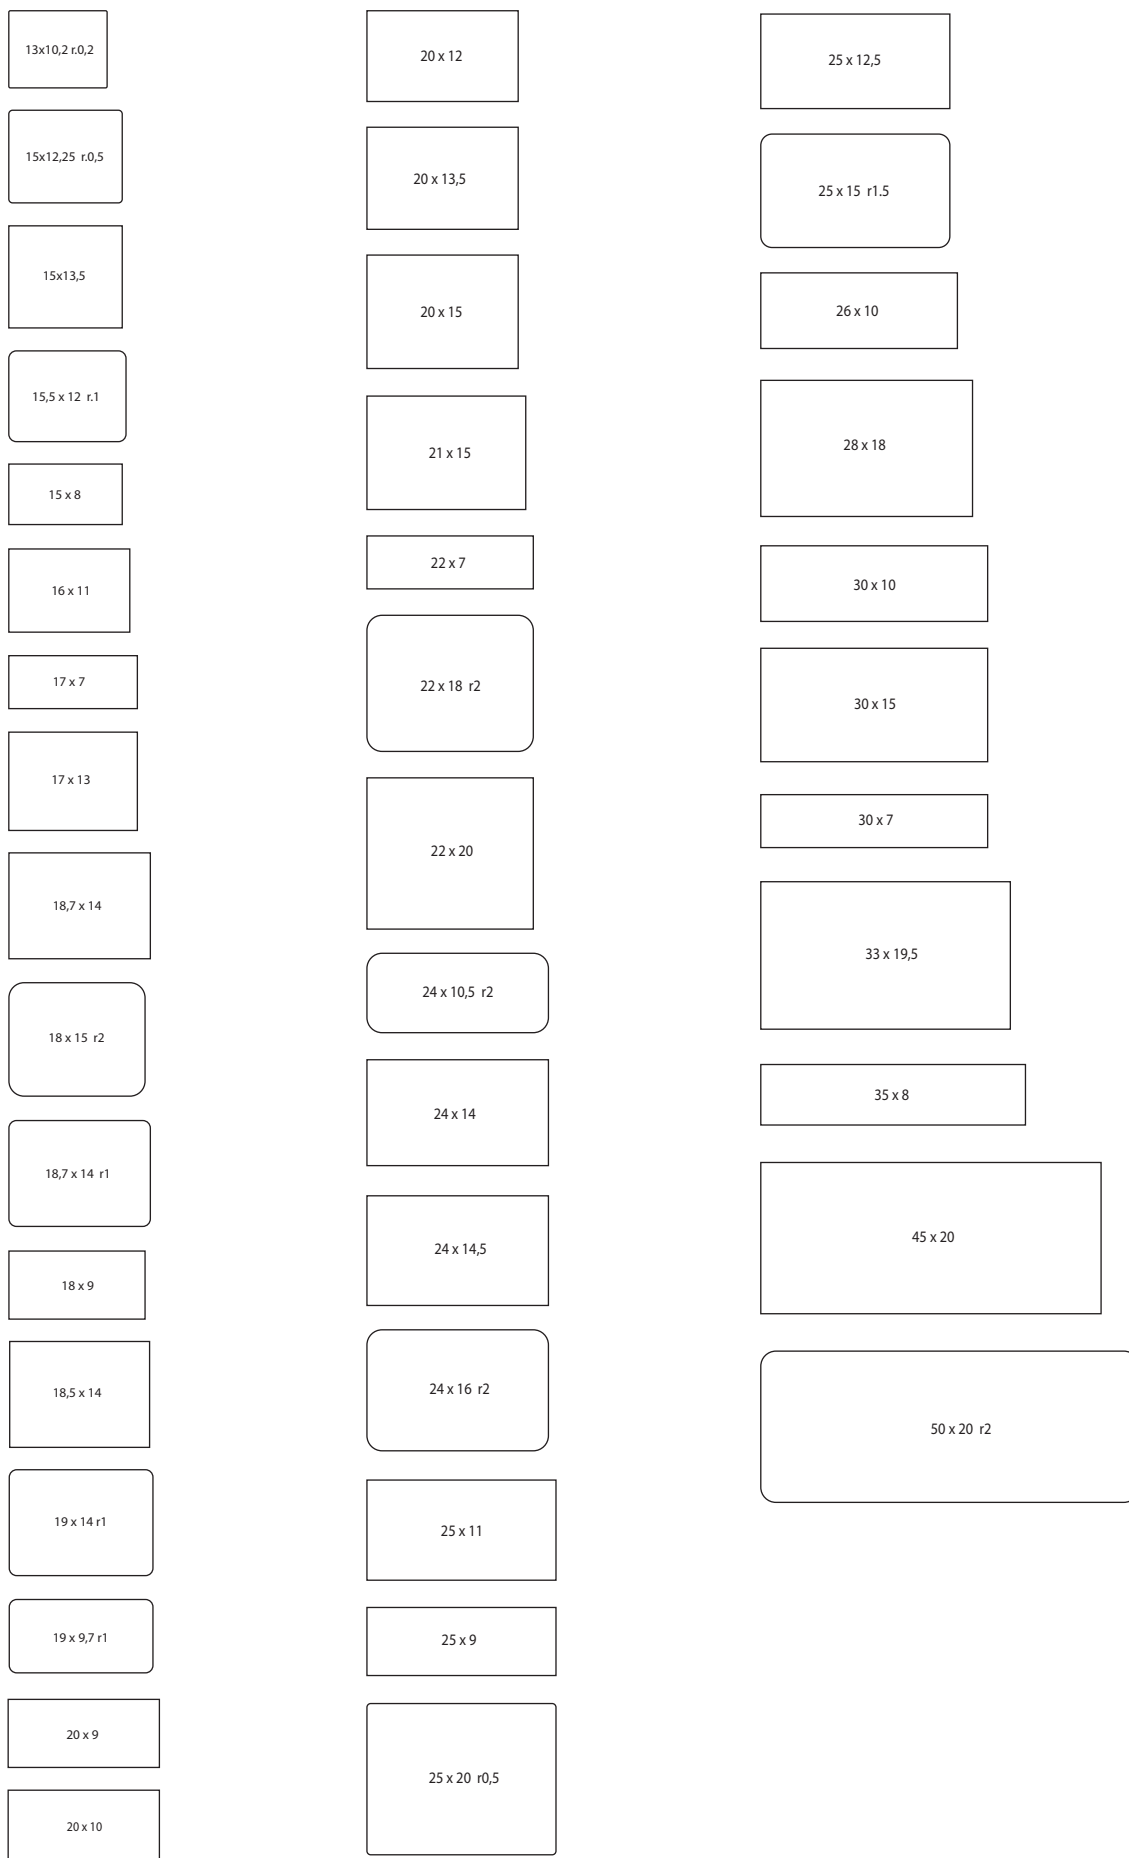 13x10,2 r.0,2
15x12,25 r.0,5
15x13,5
15,5 x 12 r.1
15 x 8
16 x 11
17 x 7
17 x 13
18,7 x 14
18 x 15 r2
18,7 x 14 r1
18 x 9
18,5 x 14
19 x 14 r1
19 x 9,7 r1
20 x 9
20 x 10
20 x 12
20 x 13,5
20 x 15
21 x 15
22 x 7
22 x 18 r2
22 x 20
24 x 10,5 r2
24 x 14
24 x 14,5
24 x 16 r2
25 x 11
25 x 9
25 x 20 r0,5
25 x 12,5
25 x 15 r1.5
26 x 10
28 x 18
30 x 10
30 x 15
30 x 7
33 x 19,5
35 x 8
45 x 20
50 x 20 r2